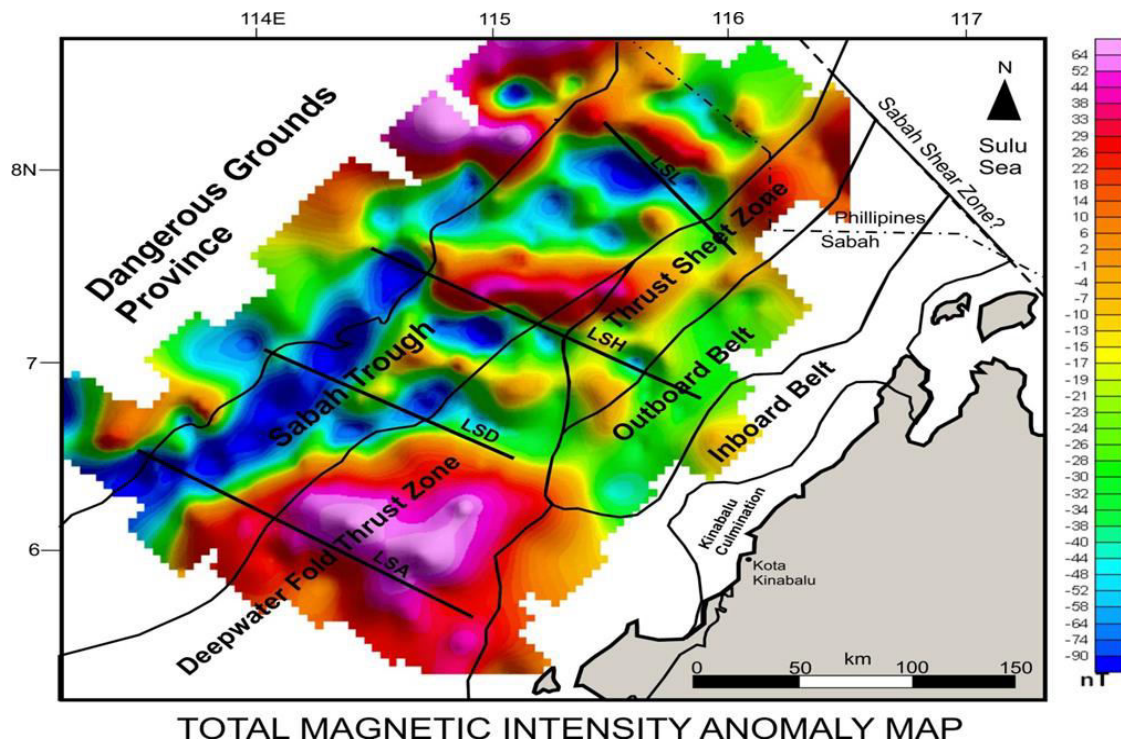 114E
115
116
117
8N
7
6
Dangerous Grounds
Province
Sabah Trough
Deepwater Fold Thrust Zone
Thrust Sheet Zone
Outboard Belt
Inboard Belt
Kinabalu
Culmination
Kota
Kinabalu
LSL
LSH
LSD
LSA
Sabah Shear Zone?
N
Sulu
Sea
Phillipines
Sabah
0
50
km
100
150
64
52
44
38
33
29
26
22
18
14
10
6
2
-1
-4
-7
-10
-13
-15
-17
-19
-21
-24
-23
-26
-28
-30
-32
-34
-38
-40
-44
-48
-52
-58
-64
-74
-90
nT
TOTAL MAGNETIC INTENSITY ANOMALY MAP